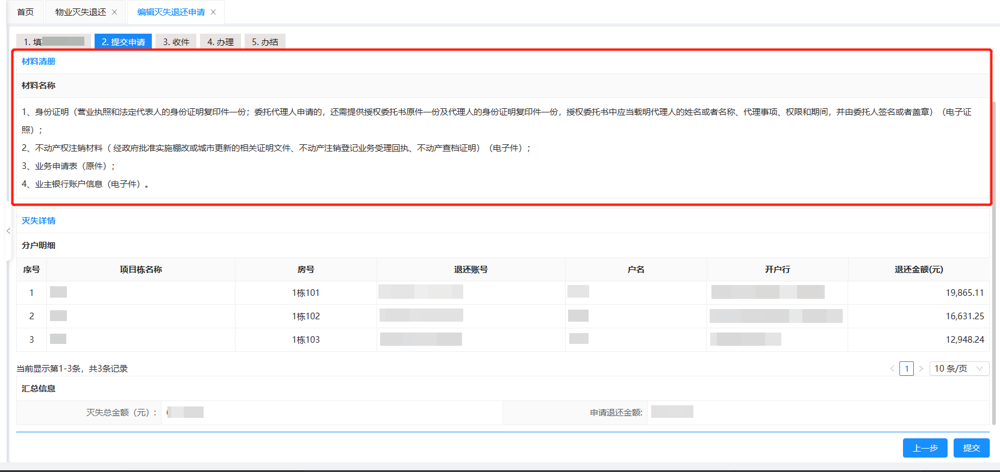 首页 物业灭失退还 编辑灭失退还申请
1. 填 2. 提交申请 3. 收件 4. 办理 5. 办结
材料清册
材料名称
1、身份证明（营业执照和法定代表人的身份证明复印件一份；委托代理人申请的，还需提供授权委托书原件一份及代理人的身份证明复印件一份，授权委托书中应当载明代理人的姓名或者名称、代理事项、权限和期间，并由委托人签名或者盖章）（电子证
照）；
2、不动产权注销材料（ 经政府批准实施棚改或城市更新的相关证明文件、不动产注销登记业务受理回执、不动产查档证明）（电子件）；
3、业务申请表（原件）；
4、业主银行账户信息（电子件）。
灭失详情
分户明细
序号 项目栋名称 房号 退还账号 户名 开户行 退还金额(元)
1 1栋101 19,865.11
2 1栋102 16,631.25
3 1栋103 12,948.24
当前显示第1-3条，共3条记录 < 1 > 10 条/页
汇总信息
灭失总金额（元）: 申请退还金额:
上一步 提交